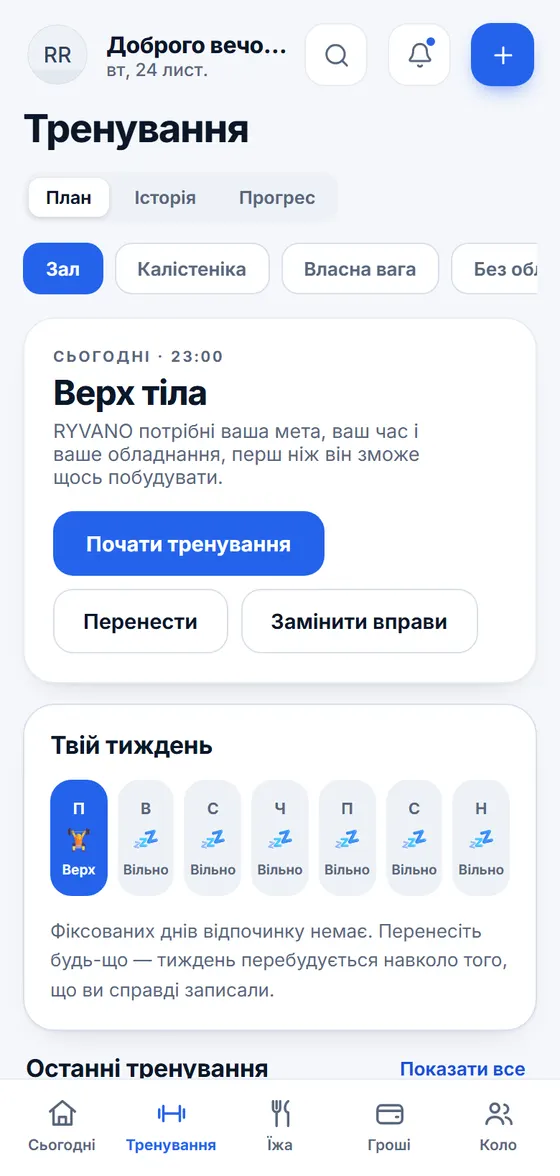 RR
Доброго вечо...
вт, 24 лист.
Тренування
План
Історія
Прогрес
Зал
Калістеніка
Власна вага
Без обл
СЬОГОДНІ · 23:00
Верх тіла
RYVANO потрібні ваша мета, ваш час і
ваше обладнання, перш ніж він зможе
щось побудувати.
Почати тренування
Перенести
Замінити вправи
Твій тиждень
П
В
С
Ч
П
С
Н
Верх
Вільно
Вільно
Вільно
Вільно
Вільно
Вільно
Фіксованих днів відпочинку немає. Перенесіть
будь-що — тиждень перебудується навколо того,
що ви справді записали.
Останні тренування
Показати все
Сьогодні
Тренування
Їжа
Гроші
Коло